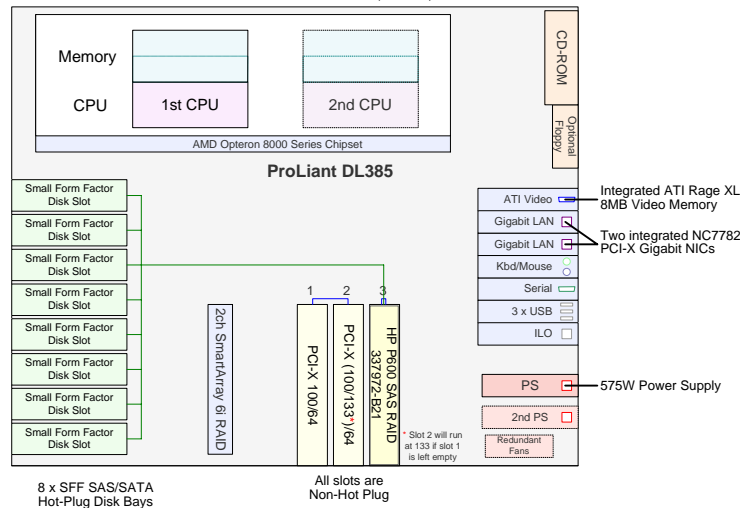 Memory
CPU
1st CPU
2nd CPU
AMD Opteron 8000 Series Chipset
CD-ROM
Optional
Floppy
ProLiant DL385
Small Form Factor
Disk Slot
Small Form Factor
Disk Slot
Small Form Factor
Disk Slot
Small Form Factor
Disk Slot
Small Form Factor
Disk Slot
Small Form Factor
Disk Slot
Small Form Factor
Disk Slot
Small Form Factor
Disk Slot
8 x SFF SAS/SATA
Hot-Plug Disk Bays
2ch SmartArray 6i RAID
1
2
3
PCI-X 100/64
PCI-X (100/133*)/64
HP P600 SAS RAID
337972-B21
* Slot 2 will run
at 133 if slot 1
is left empty
All slots are
Non-Hot Plug
ATI Video
Gigabit LAN
Gigabit LAN
Kbd/Mouse
Serial
3 x USB
ILO
PS
2nd PS
Redundant
Fans
Integrated ATI Rage XL
8MB Video Memory
Two integrated NC7782
PCI-X Gigabit NICs
575W Power Supply